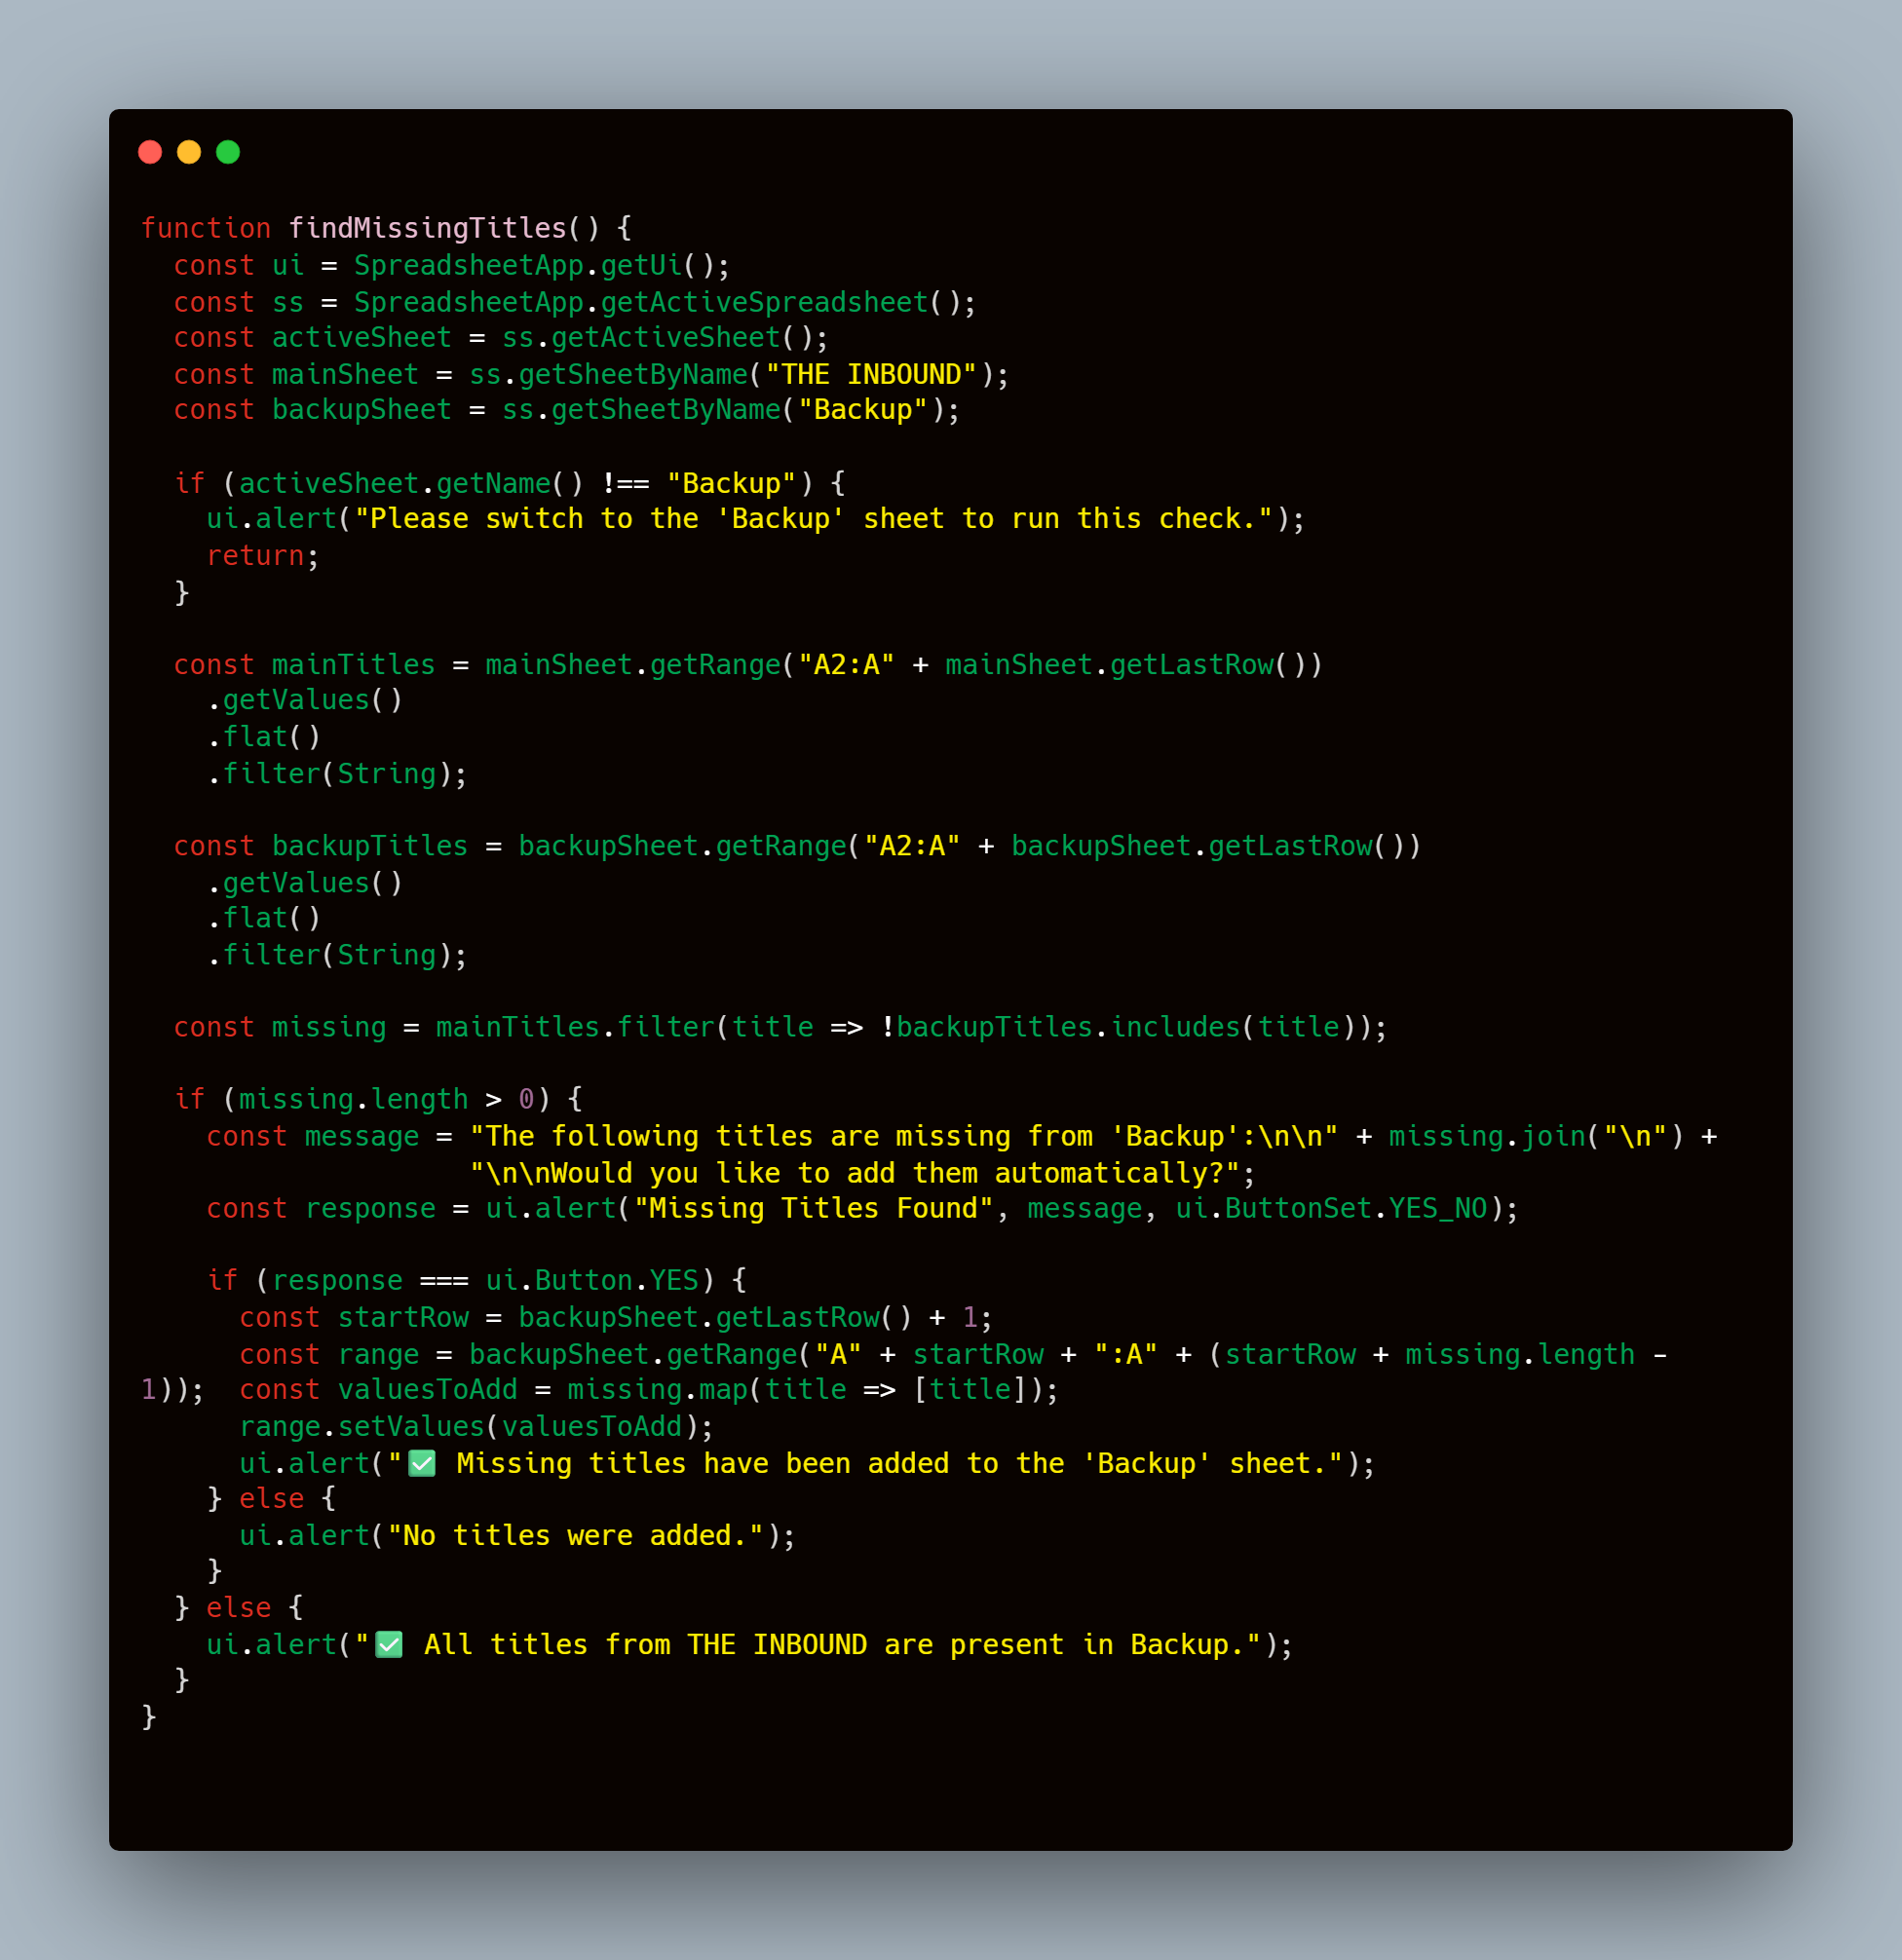 function findMissingTitles() {
  const ui = SpreadsheetApp.getUi();
  const ss = SpreadsheetApp.getActiveSpreadsheet();
  const activeSheet = ss.getActiveSheet();
  const mainSheet = ss.getSheetByName("THE INBOUND");
  const backupSheet = ss.getSheetByName("Backup");

  if (activeSheet.getName() !== "Backup") {
    ui.alert("Please switch to the 'Backup' sheet to run this check.");
    return;
  }

  const mainTitles = mainSheet.getRange("A2:A" + mainSheet.getLastRow())
    .getValues()
    .flat()
    .filter(String);

  const backupTitles = backupSheet.getRange("A2:A" + backupSheet.getLastRow())
    .getValues()
    .flat()
    .filter(String);

  const missing = mainTitles.filter(title => !backupTitles.includes(title));

  if (missing.length > 0) {
    const message = "The following titles are missing from 'Backup':\n\n" + missing.join("\n") +
                    "\n\nWould you like to add them automatically?";
    const response = ui.alert("Missing Titles Found", message, ui.ButtonSet.YES_NO);

    if (response === ui.Button.YES) {
      const startRow = backupSheet.getLastRow() + 1;
      const range = backupSheet.getRange("A" + startRow + ":A" + (startRow + missing.length -
1));  const valuesToAdd = missing.map(title => [title]);
      range.setValues(valuesToAdd);
      ui.alert("✅ Missing titles have been added to the 'Backup' sheet.");
    } else {
      ui.alert("No titles were added.");
    }
  } else {
    ui.alert("✅ All titles from THE INBOUND are present in Backup.");
  }
}